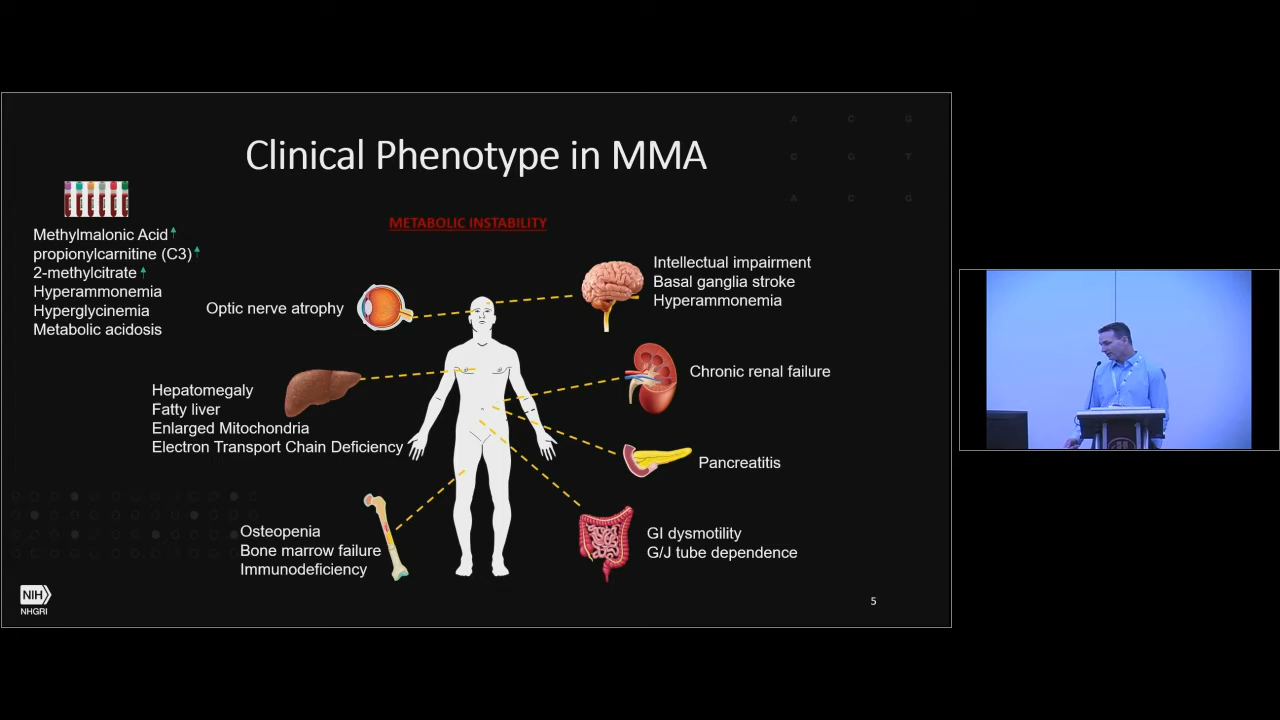 Clinical Phenotype in MMA
A C G
C G T
A C G
METABOLIC INSTABILITY
Methylmalonic Acid
propionylcarnitine (C3)
2-methylcitrate
Hyperammonemia
Hyperglycinemia
Metabolic acidosis
Optic nerve atrophy
Intellectual impairment
Basal ganglia stroke
Hyperammonemia
Hepatomegaly
Fatty liver
Enlarged Mitochondria
Electron Transport Chain Deficiency
Chronic renal failure
Pancreatitis
Osteopenia
Bone marrow failure
Immunodeficiency
GI dysmotility
G/J tube dependence
NIH
NHGRI
5